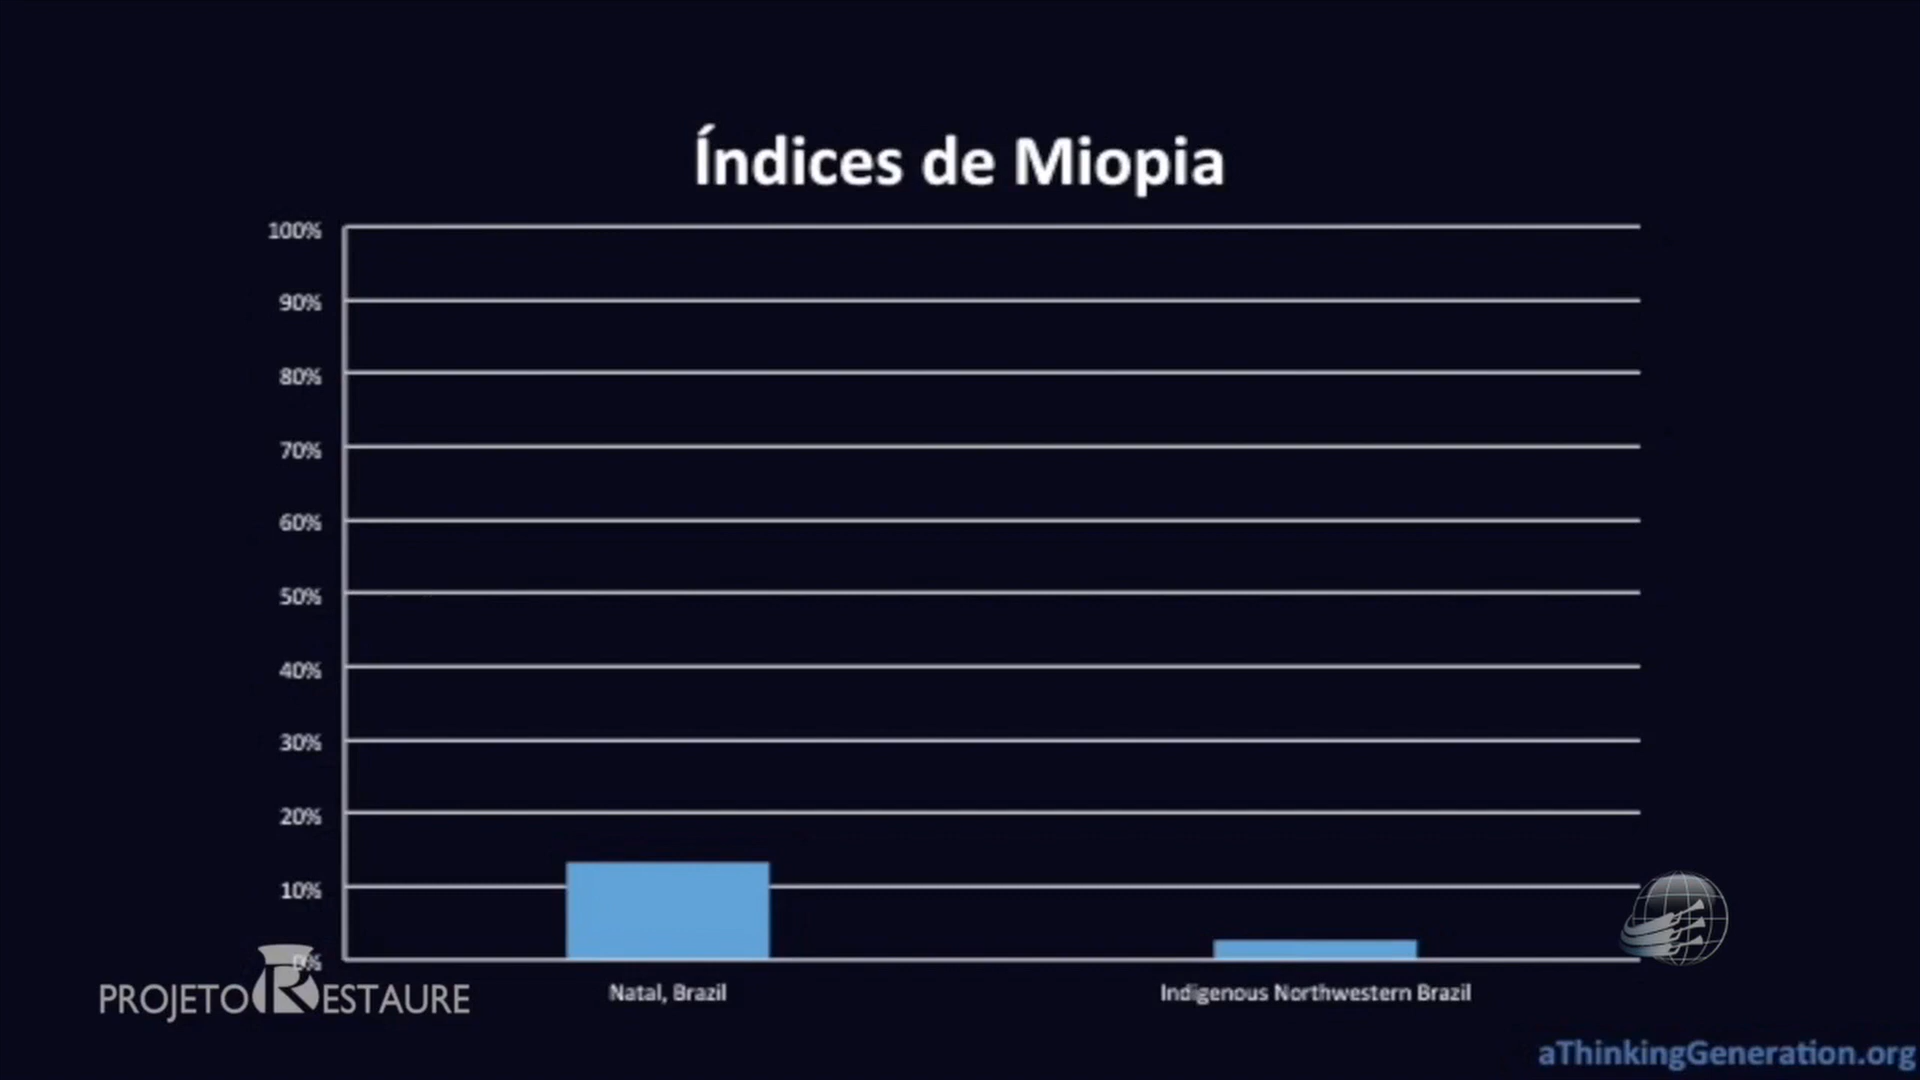 Índices de Miopia
100%
90%
80%
70%
60%
50%
40%
30%
20%
10%
0%
Natal, Brazil
Indigenous Northwestern Brazil
PROJETO RESTAURE
aThinkingGeneration.org